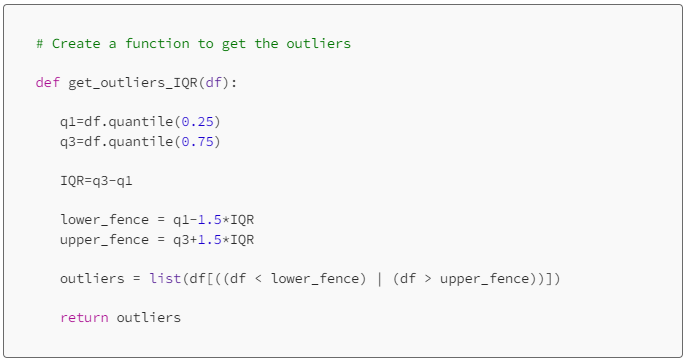 # Create a function to get the outliers
def get_outliers_IQR(df):
q1=df.quantile(0.25)
q3=df.quantile(0.75)
IQR=q3-q1
lower_fence = q1-1.5*IQR
upper_fence = q3+1.5*IQR
outliers = list(df[((df < lower_fence) | (df > upper_fence))])
return outliers